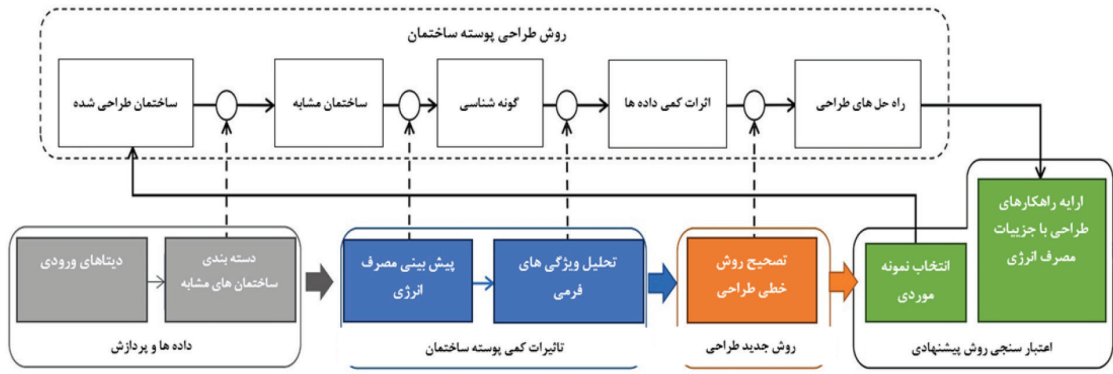 روش طراحی پوسته ساختمان
ساختمان طراحی شده
ساختمان مشابه
گونه شناسی
اثرات کمی داده ها
راه حل های طراحی
دیتاهای ورودی
دسته بندی
ساختمان های مشابه
داده ها و پردازش
پیش بینی مصرف
انرژی
تحلیل ویژگی های
فرمی
تاثیرات کمی پوسته ساختمان
تصحیح روش
خطی طراحی
روش جدید طراحی
انتخاب نمونه
موردی
ارایه راهکارهای
طراحی با جزییات
مصرف انرژی
اعتبار سنجی روش پیشنهادی